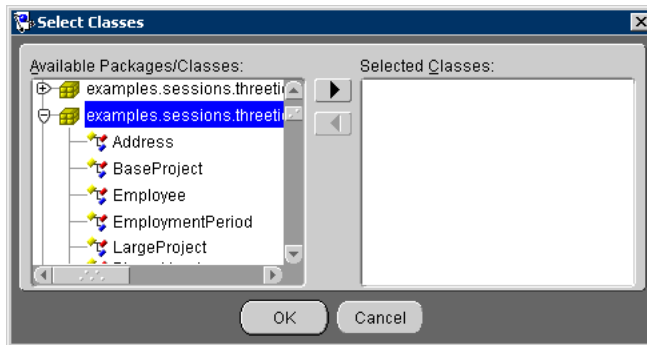 Select Classes
Available Packages/Classes:
Selected Classes:
examples.sessions.threeti
examples.sessions.threeti
Address
BaseProject
Employee
EmploymentPeriod
LargeProject
OK
Cancel